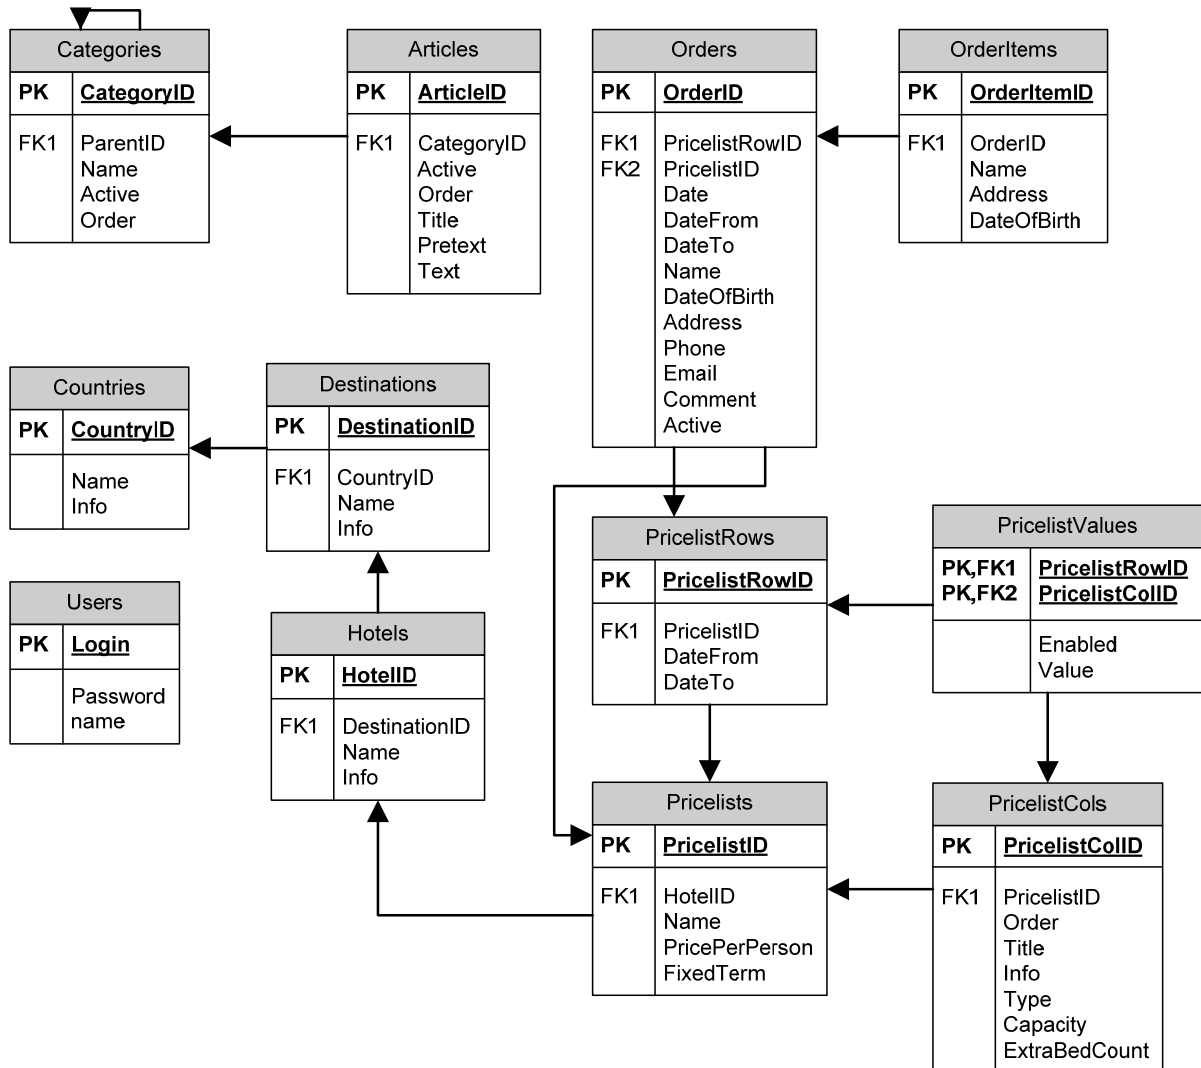 Categories
PK CategoryID
FK1 ParentID
Name
Active
Order
Articles
PK ArticleID
FK1 CategoryID
Active
Order
Title
Pretext
Text
Orders
PK OrderID
FK1 PricelistRowID
FK2 PricelistID
Date
DateFrom
DateTo
Name
DateOfBirth
Address
Phone
Email
Comment
Active
OrderItems
PK OrderItemID
FK1 OrderID
Name
Address
DateOfBirth
Countries
PK CountryID
Name
Info
Destinations
PK DestinationID
FK1 CountryID
Name
Info
Users
PK Login
Password
name
Hotels
PK HotelID
FK1 DestinationID
Name
Info
PricelistRows
PK PricelistRowID
FK1 PricelistID
DateFrom
DateTo
PricelistValues
PK,FK1 PricelistRowID
PK,FK2 PricelistColID
Enabled
Value
Pricelists
PK PricelistID
FK1 HotelID
Name
PricePerPerson
FixedTerm
PricelistCols
PK PricelistColID
FK1 PricelistID
Order
Title
Info
Type
Capacity
ExtraBedCount